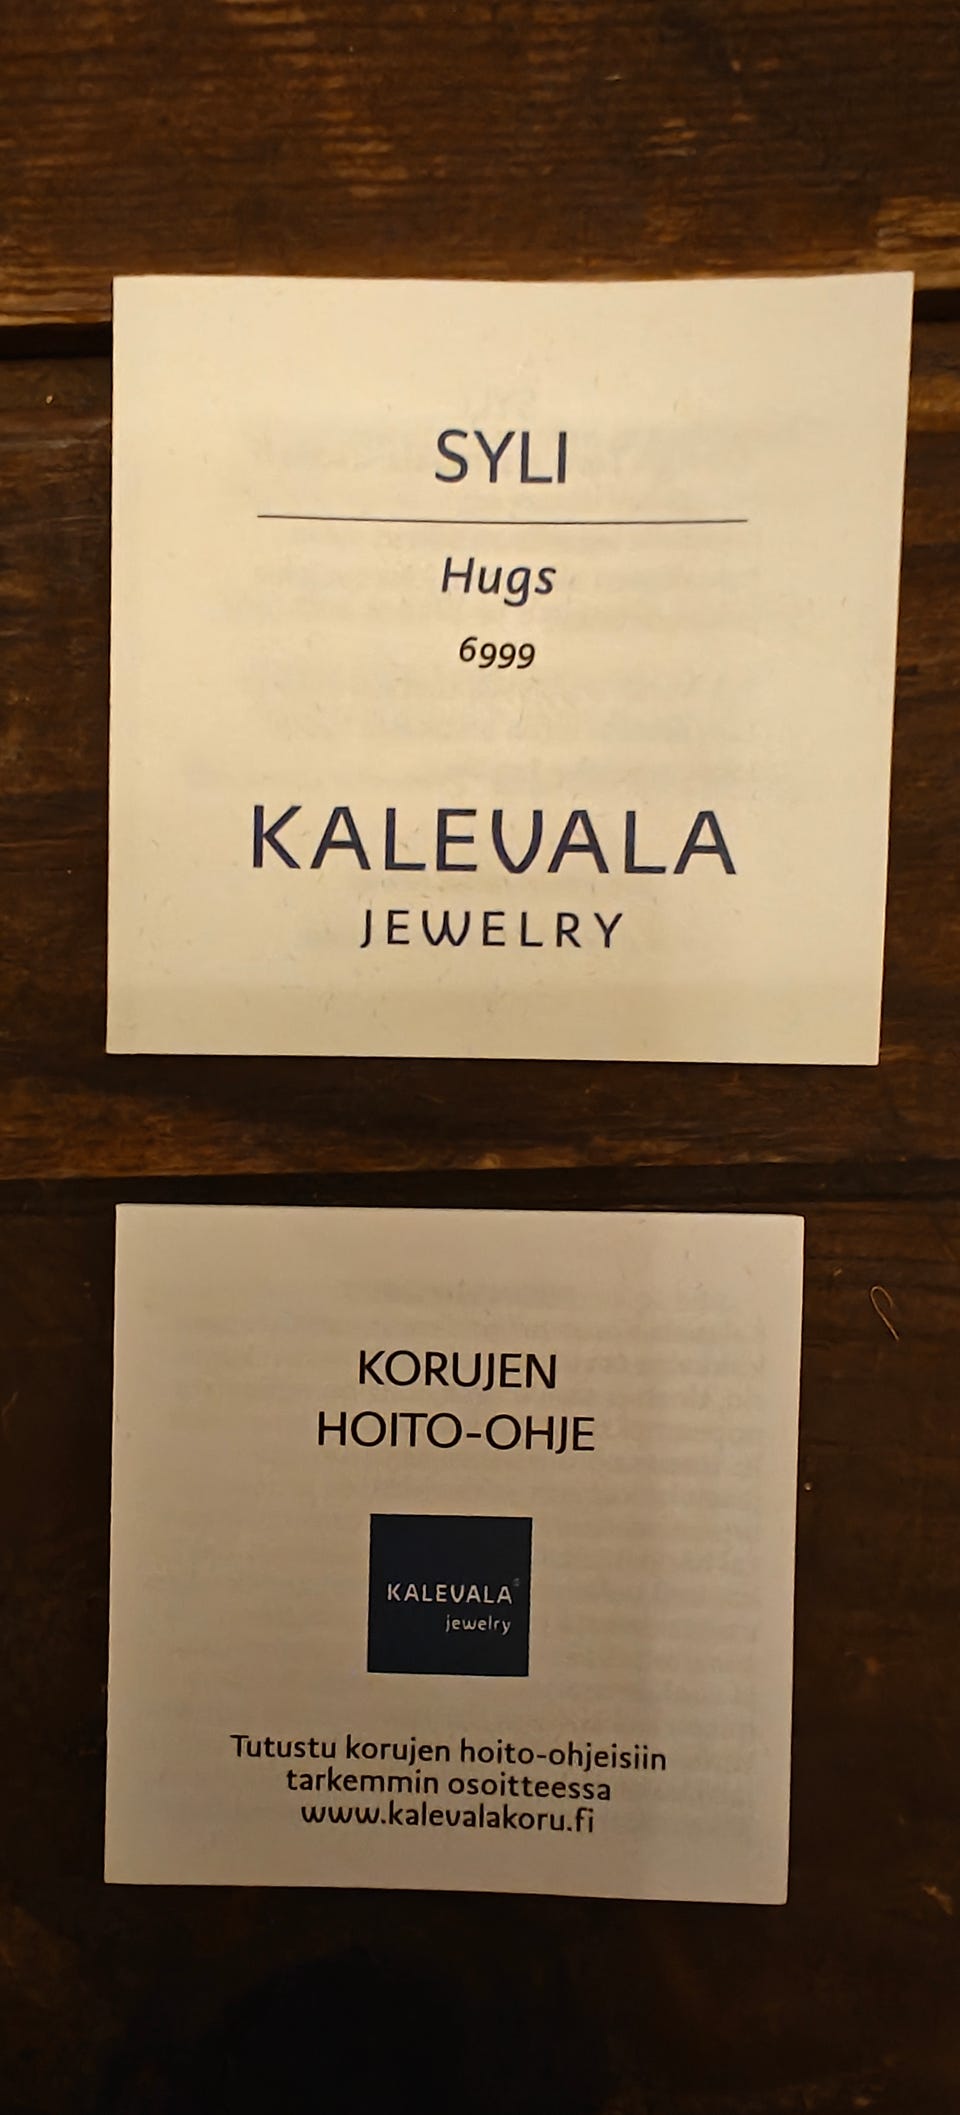 SYLI
Hugs
6999
KALEVALA
JEWELRY
KORUJEN
HOITO-OHJE
KALEVALA
jewelry
Tutustu korujen hoito-ohjeisiin
tarkemmin osoitteessa
www.kalevalakoru.fi